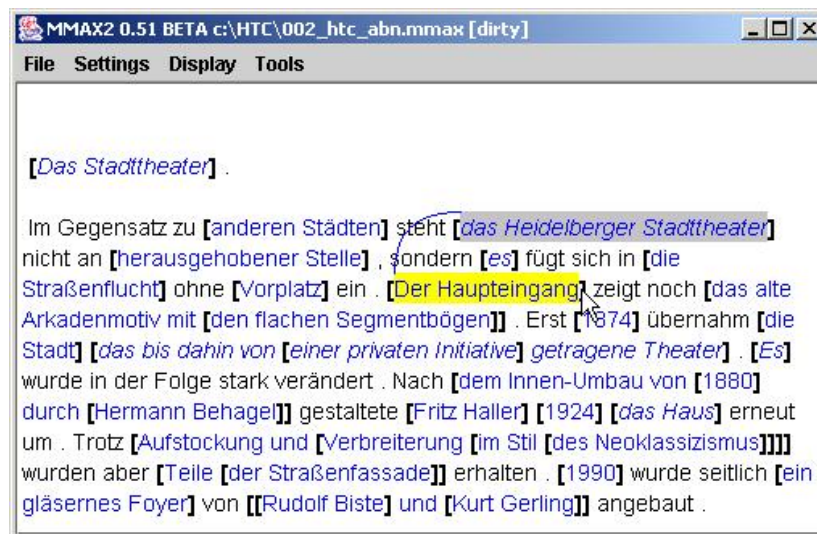 MMAX2 0.51 BETA c:\HTC\002_htc_abn.mmax [dirty]
File Settings Display Tools
[Das Stadttheater] .
Im Gegensatz zu [anderen Städten] steht [das Heidelberger Stadttheater]
nicht an [herausgehobener Stelle] , sondern [es] fügt sich in [die
Straßenflucht] ohne [Vorplatz] ein . [Der Haupteingang] zeigt noch [das alte
Arkadenmotiv mit [den flachen Segmentbögen]] . Erst [1874] übernahm [die
Stadt] [das bis dahin von [einer privaten Initiative] getragene Theater] . [Es]
wurde in der Folge stark verändert . Nach [dem Innen-Umbau von [1880]
durch [Hermann Behagel]] gestaltete [Fritz Haller] [1924] [das Haus] erneut
um . Trotz [Aufstockung und [Verbreiterung [im Stil [des Neoklassizismus]]]]
wurden aber [Teile [der Straßenfassade]] erhalten . [1990] wurde seitlich [ein
gläsernes Foyer] von [[Rudolf Biste] und [Kurt Gerling]] angebaut .